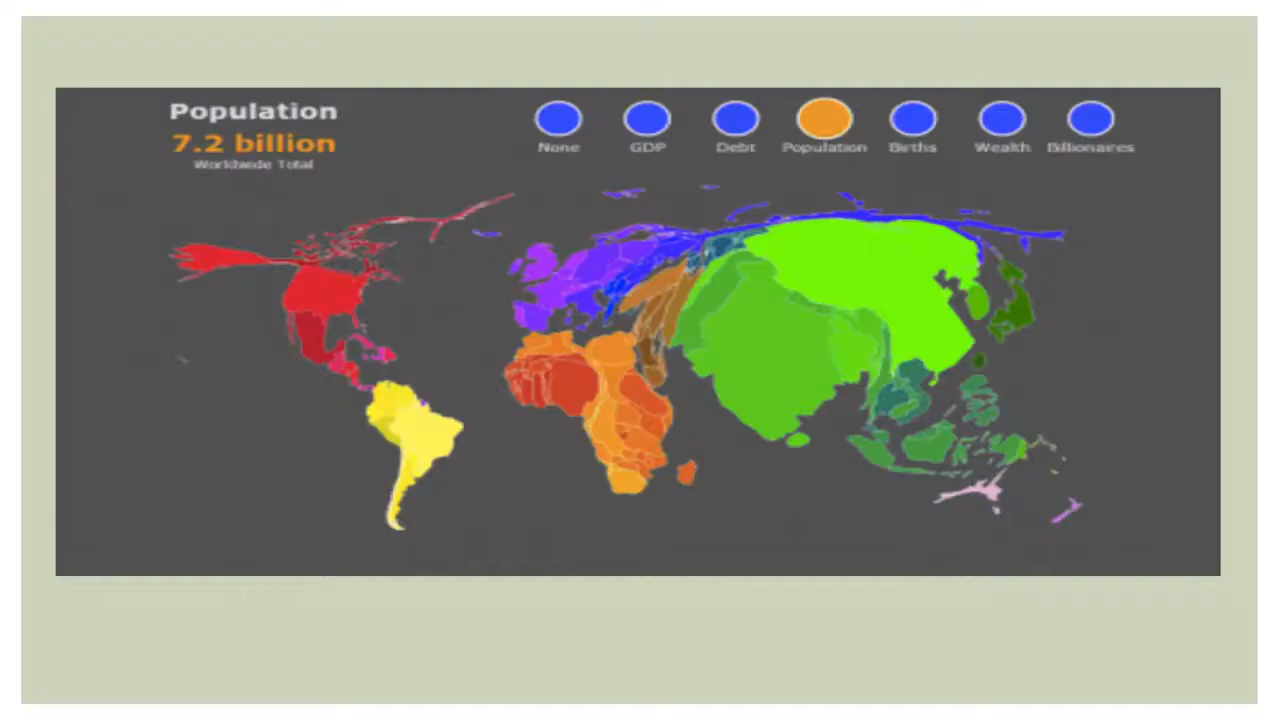 Population
7.2 billion
Worldwide Total
None GDP Debt Population Births Wealth Billionaires